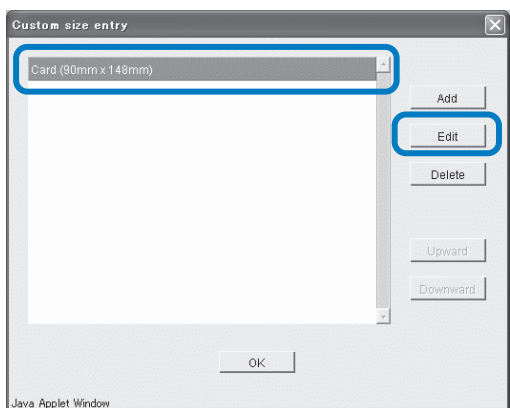 Custom size entry
Card (90mm x 148mm)
Add
Edit
Delete
Upward
Downward
OK
Java Applet Window